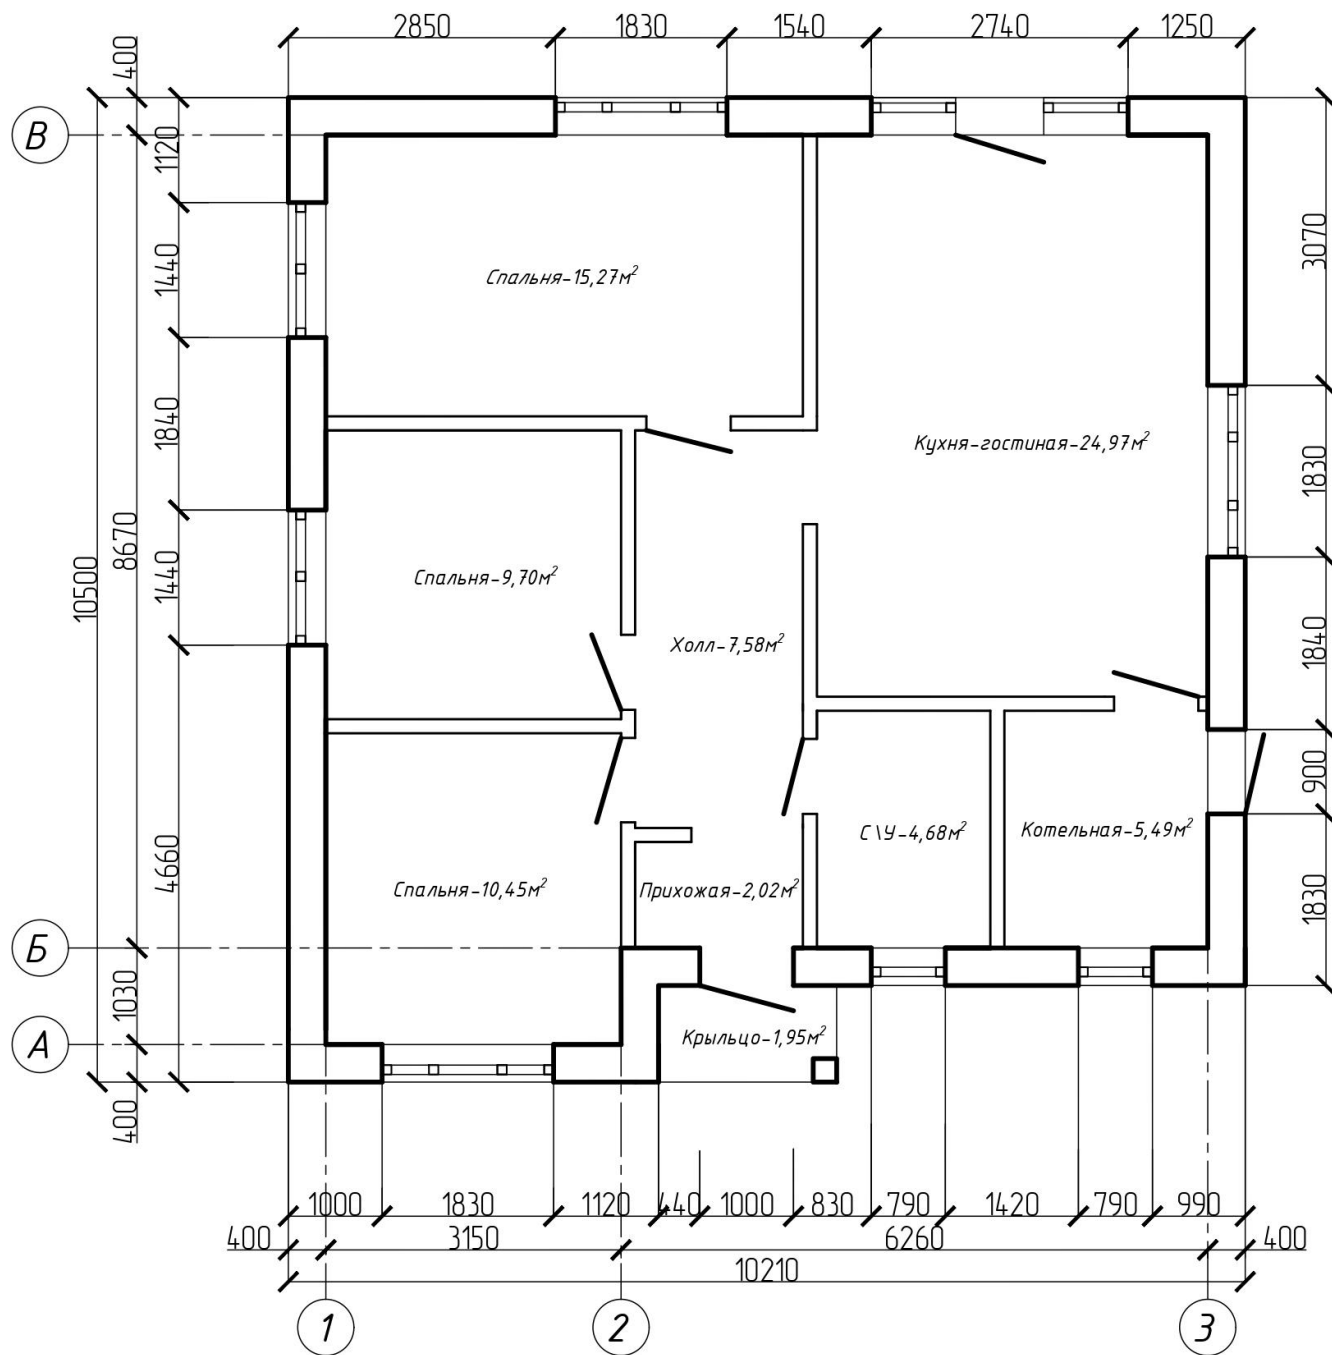 2850 1830 1540 2740 1250
400
В
1120
1440
1840
1440
4660
8670
10500
1030
400
Б
А
3070
1830
1840
900
1830
Спальня-15,27м²
Кухня-гостиная-24,97м²
Спальня-9,70м²
Холл-7,58м²
С\У-4,68м²
Котельная-5,49м²
Спальня-10,45м²
Прихожая-2,02м²
Крыльцо-1,95м²
1000 1830 1120 440 1000 830 790 1420 790 990
400 3150 6260 400
10210
1 2 3